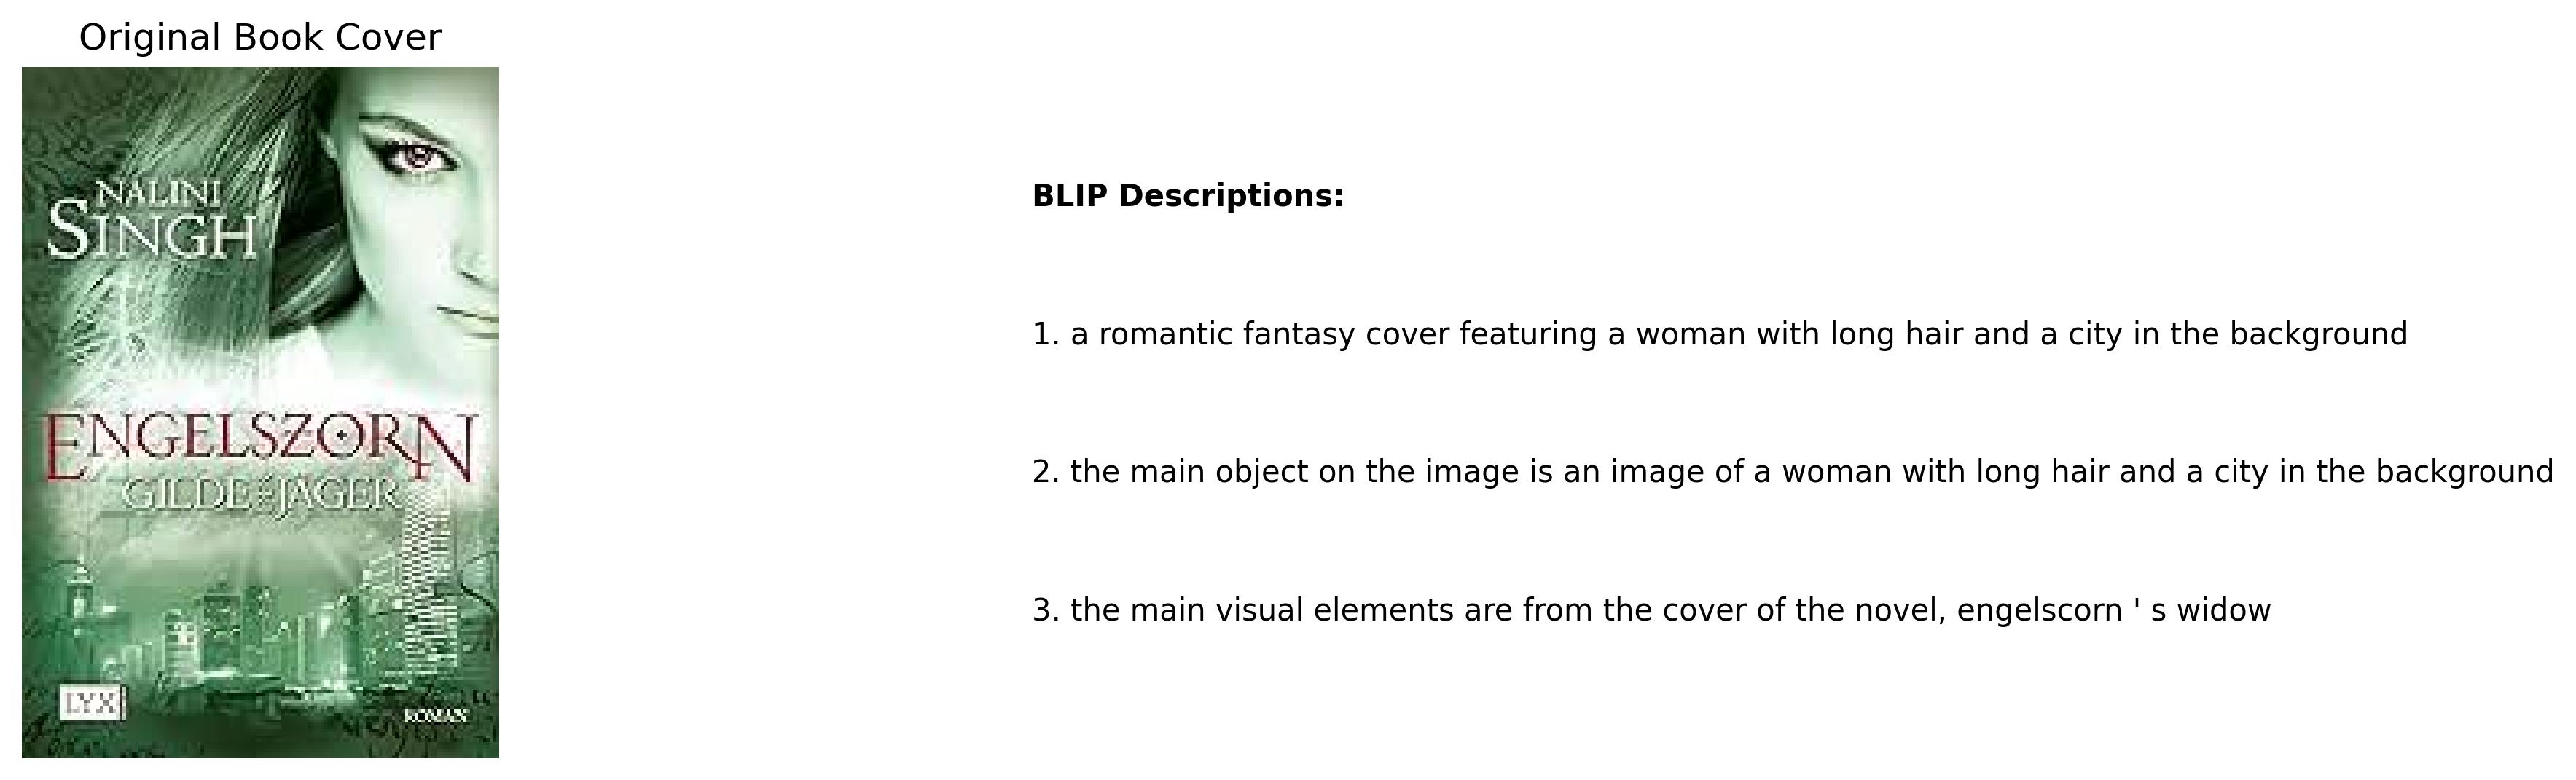 Original Book Cover
NALINI
SINGH
ENGELSZORN
GILDE DER JÄGER
LYX
ROMAN
BLIP Descriptions:
1. a romantic fantasy cover featuring a woman with long hair and a city in the background
2. the main object on the image is an image of a woman with long hair and a city in the background
3. the main visual elements are from the cover of the novel, engelscorn ' s widow